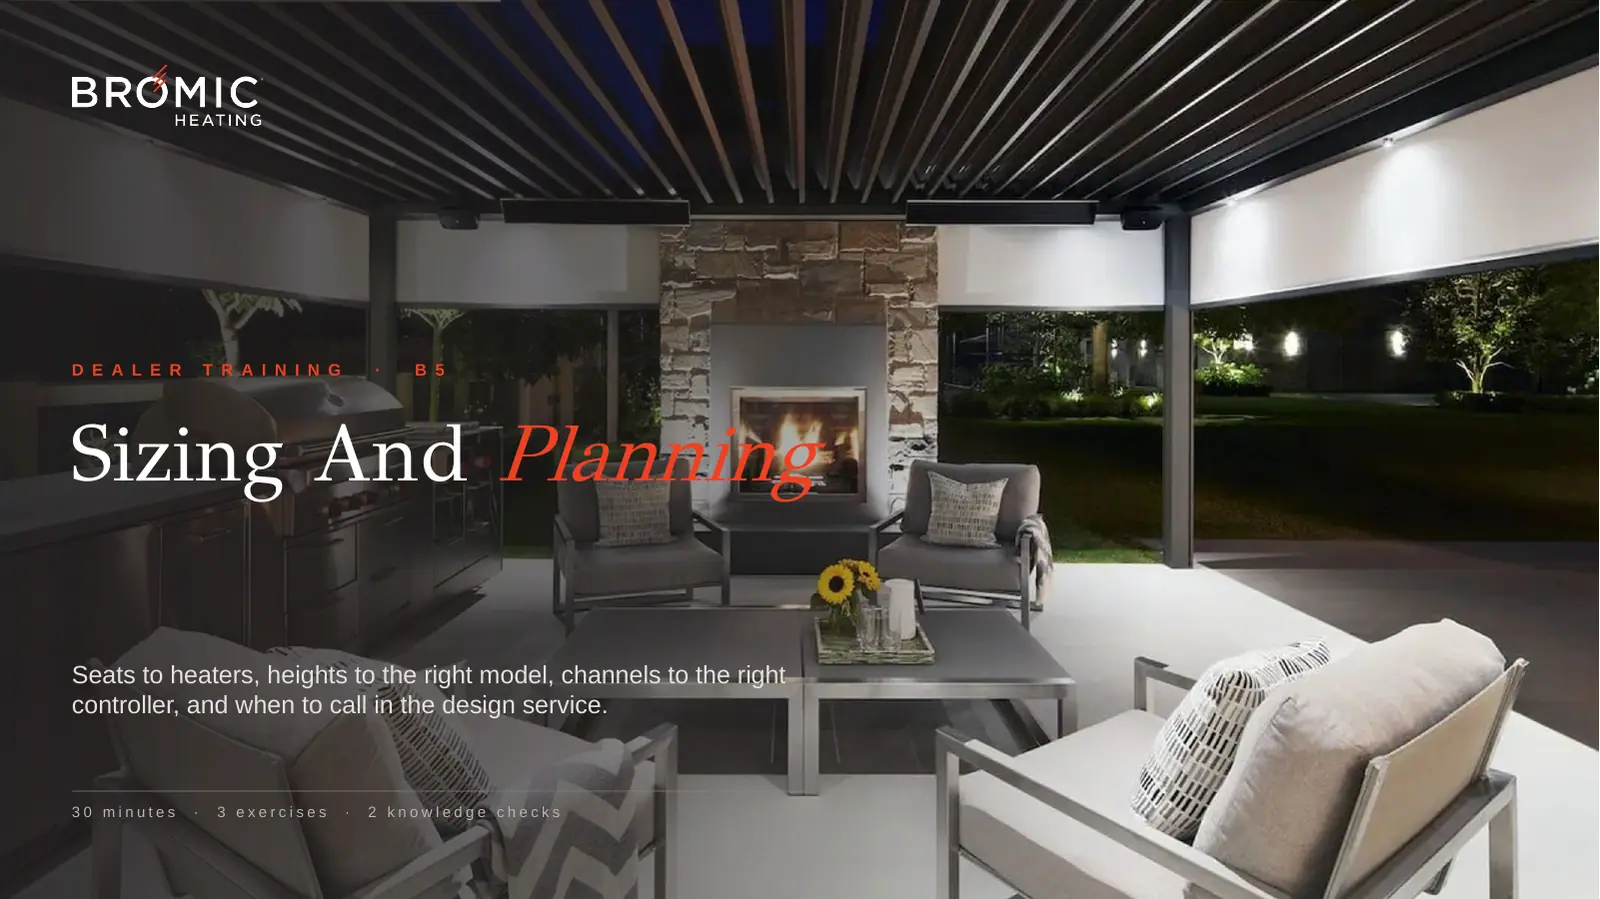 BROMIC
HEATING
DEALER TRAINING · B5
Sizing And Planning
Seats to heaters, heights to the right model, channels to the right
controller, and when to call in the design service.
30 minutes · 3 exercises · 2 knowledge checks